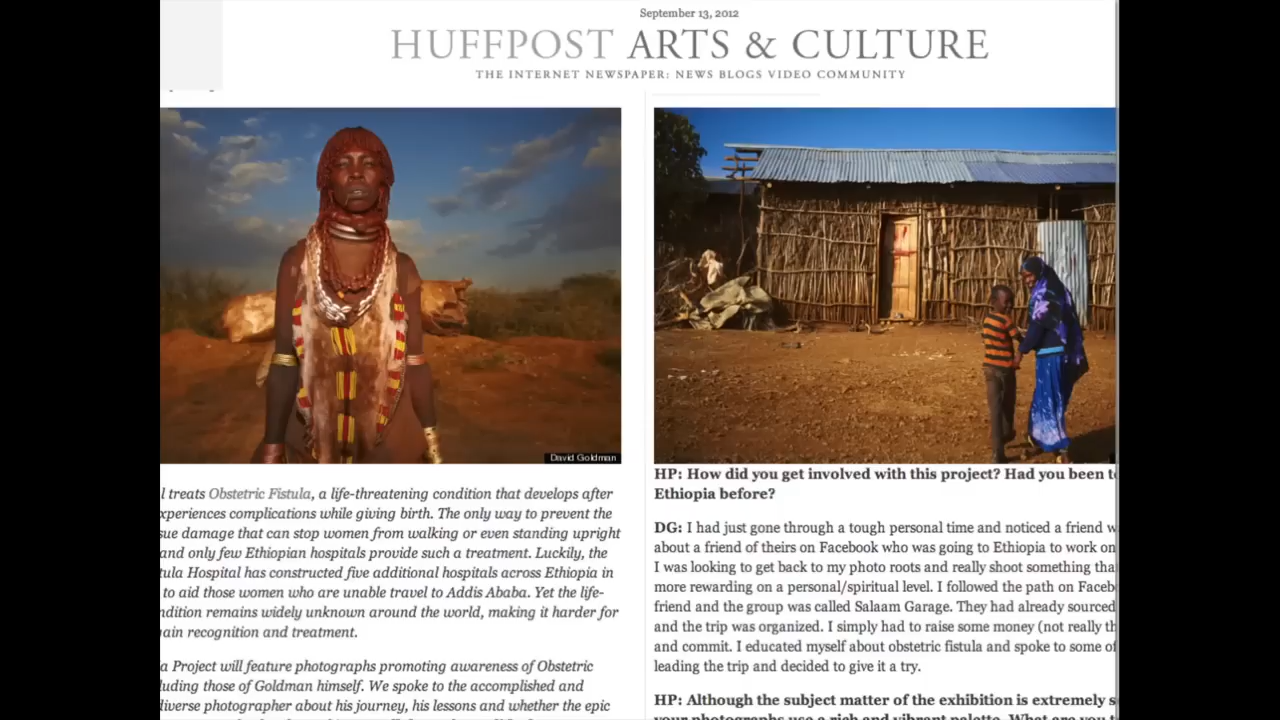 September 13, 2012
HUFFPOST ARTS & CULTURE
THE INTERNET NEWSPAPER: NEWS BLOGS VIDEO COMMUNITY
David Goldman
l treats Obstetric Fistula, a life-threatening condition that develops after
xperiences complications while giving birth. The only way to prevent the
sue damage that can stop women from walking or even standing upright
and only few Ethiopian hospitals provide such a treatment. Luckily, the
tula Hospital has constructed five additional hospitals across Ethiopia in
to aid those women who are unable travel to Addis Ababa. Yet the life-
ndition remains widely unknown around the world, making it harder for
ain recognition and treatment.
a Project will feature photographs promoting awareness of Obstetric
luding those of Goldman himself. We spoke to the accomplished and
diverse photographer about his journey, his lessons and whether the epic
HP: How did you get involved with this project? Had you been t
Ethiopia before?
DG: I had just gone through a tough personal time and noticed a friend w
about a friend of theirs on Facebook who was going to Ethiopia to work on
I was looking to get back to my photo roots and really shoot something tha
more rewarding on a personal/spiritual level. I followed the path on Faceb
friend and the group was called Salaam Garage. They had already sourced
and the trip was organized. I simply had to raise some money (not really th
and commit. I educated myself about obstetric fistula and spoke to some of
leading the trip and decided to give it a try.
HP: Although the subject matter of the exhibition is extremely s
your photographs use a rich and vibrant palette. What are you t